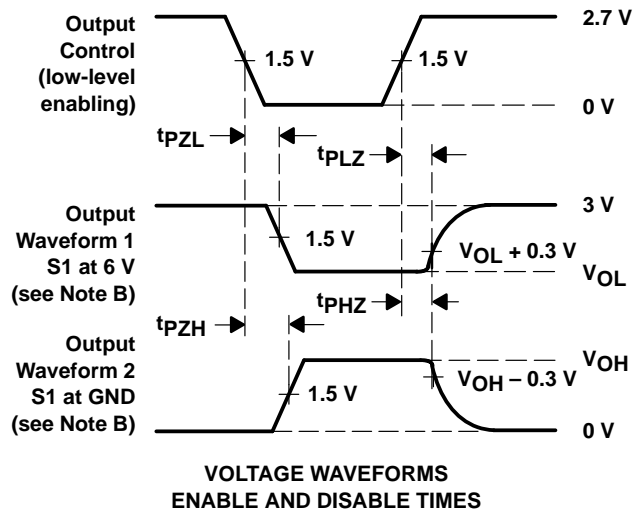 Output
Control
(low-level
enabling)
1.5 V
1.5 V
2.7 V
0 V
tPZL
tPLZ
Output
Waveform 1
S1 at 6 V
(see Note B)
1.5 V
3 V
VOL + 0.3 V
VOL
tPZH
tPHZ
Output
Waveform 2
S1 at GND
(see Note B)
1.5 V
VOH
VOH − 0.3 V
0 V
VOLTAGE WAVEFORMS
ENABLE AND DISABLE TIMES